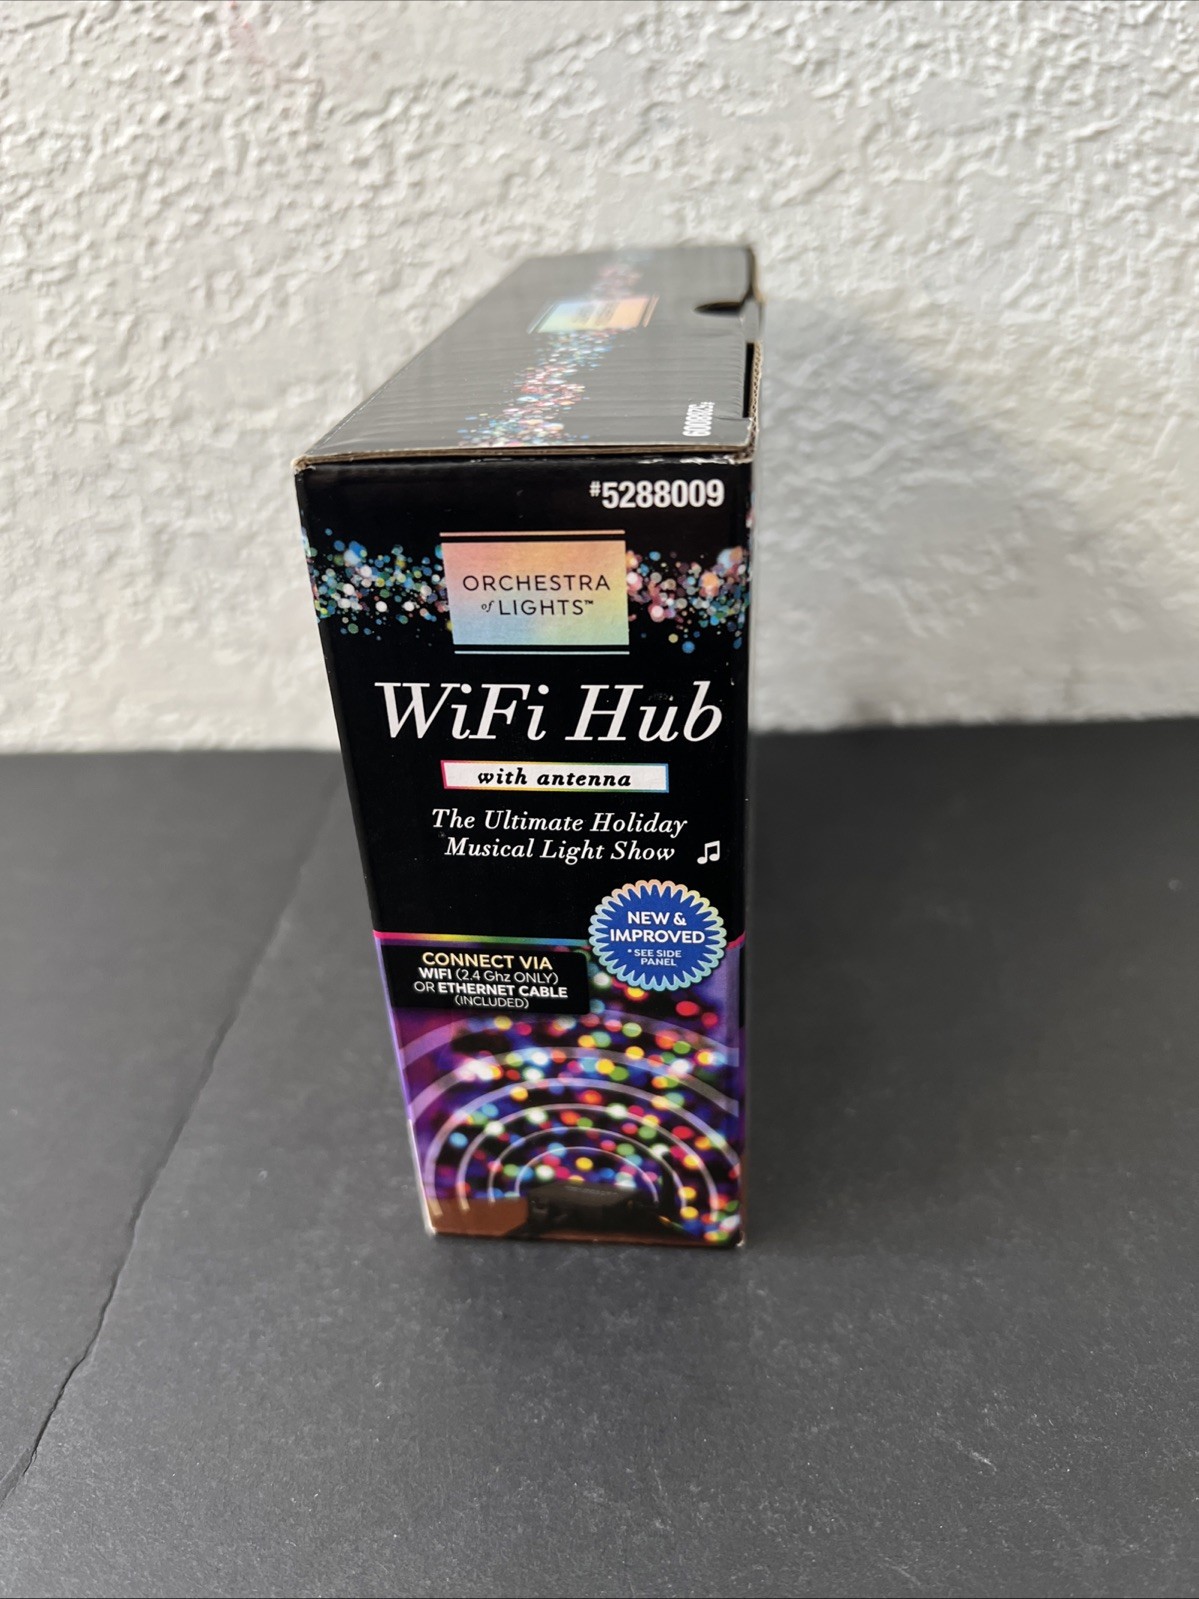 5288009
#5288009
ORCHESTRA
of LIGHTS™
WiFi Hub
with antenna
The Ultimate Holiday
Musical Light Show
NEW &
IMPROVED
*SEE SIDE
PANEL
CONNECT VIA
WIFI (2.4 Ghz ONLY)
OR ETHERNET CABLE
(INCLUDED)